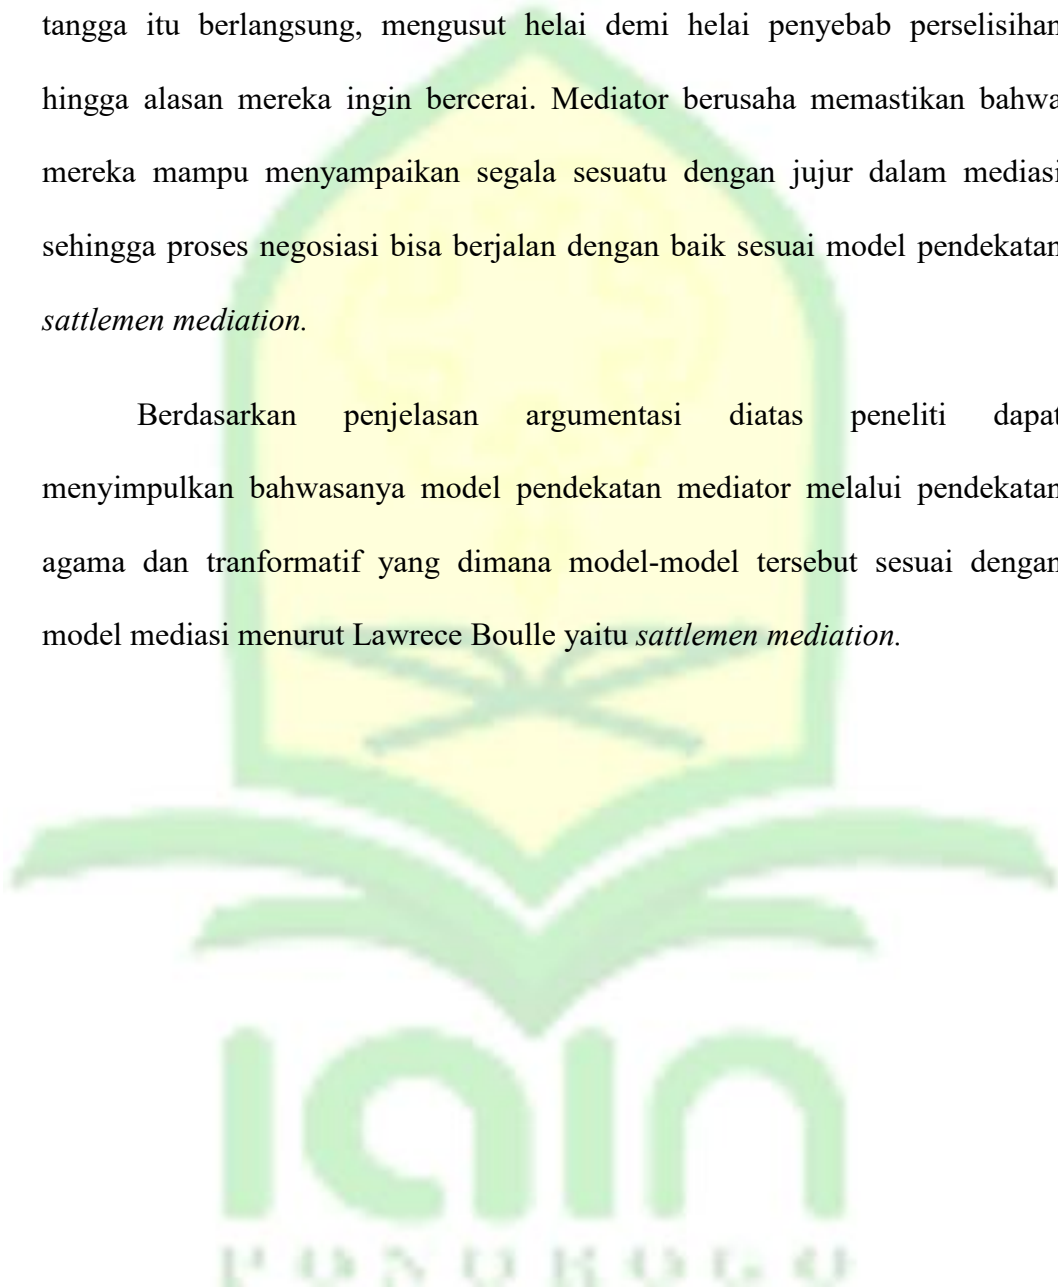 tangga itu berlangsung, mengusut helai demi helai penyebab perselisihan
hingga alasan mereka ingin bercerai. Mediator berusaha memastikan bahwa
mereka mampu menyampaikan segala sesuatu dengan jujur dalam mediasi
sehingga proses negosiasi bisa berjalan dengan baik sesuai model pendekatan
sattlemen mediation.
Berdasarkan penjelasan argumentasi diatas peneliti dapat
menyimpulkan bahwasanya model pendekatan mediator melalui pendekatan
agama dan tranformatif yang dimana model-model tersebut sesuai dengan
model mediasi menurut Lawrece Boulle yaitu sattlemen mediation.
iain
PONOROGO